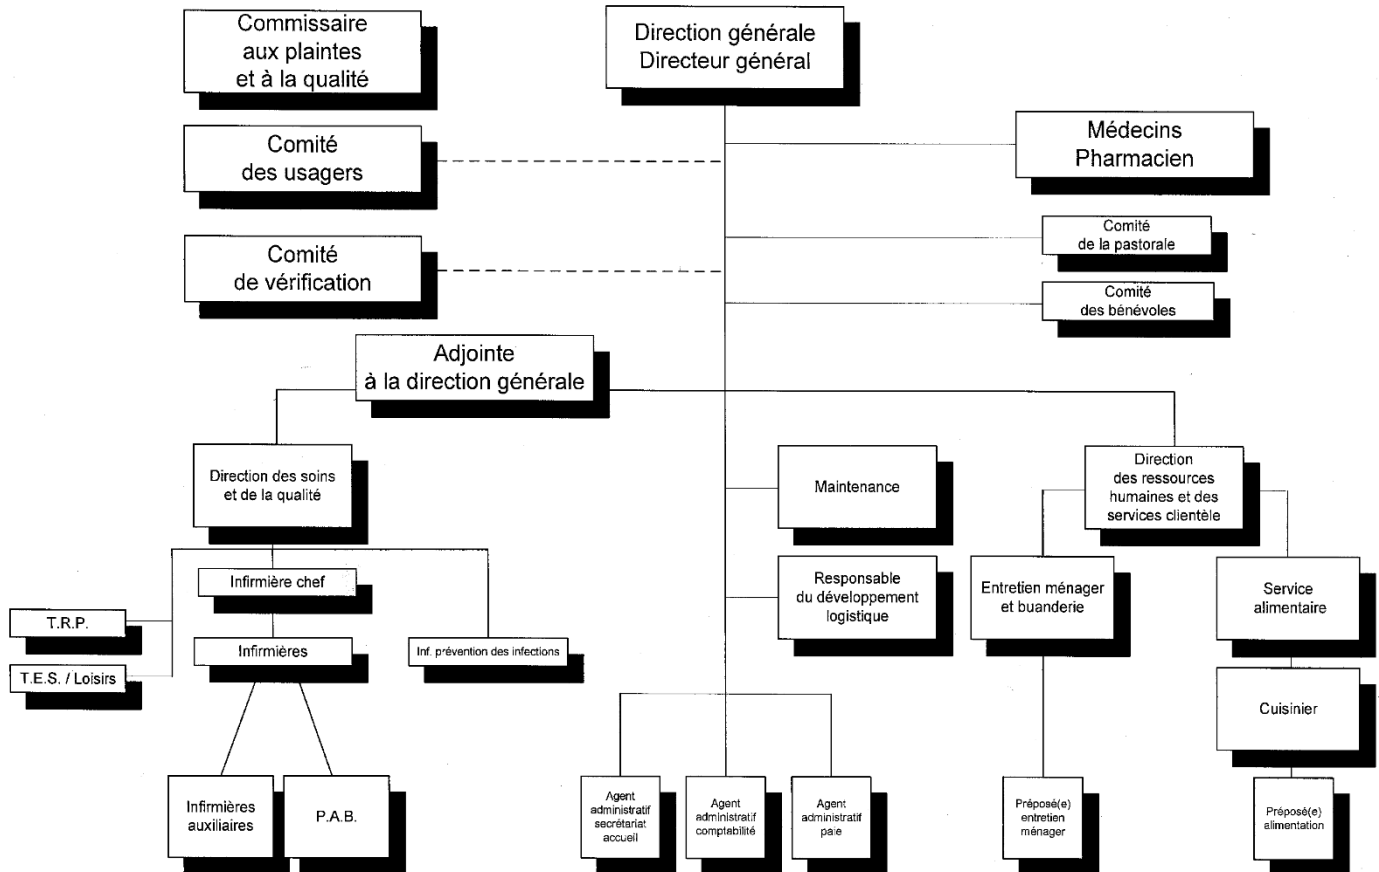 Commissaire
aux plaintes
et à la qualité
Direction générale
Directeur général
Comité
des usagers
Médecins
Pharmacien
Comité
de la pastorale
Comité
de vérification
Comité
des bénévoles
Adjointe
à la direction générale
Direction des soins
et de la qualité
Maintenance
Direction
des ressources
humaines et des
services clientèle
Infirmière chef
Responsable
du développement
logistique
Entretien ménager
et buanderie
Service
alimentaire
T.R.P.
Infirmières
Inf. prévention des infections
T.E.S. / Loisirs
Cuisinier
Infirmières
auxiliaires
P.A.B.
Agent
administratif
secrétariat
accueil
Agent
administratif
comptabilité
Agent
administratif
paie
Préposé(e)
entretien
ménager
Préposé(e)
alimentation